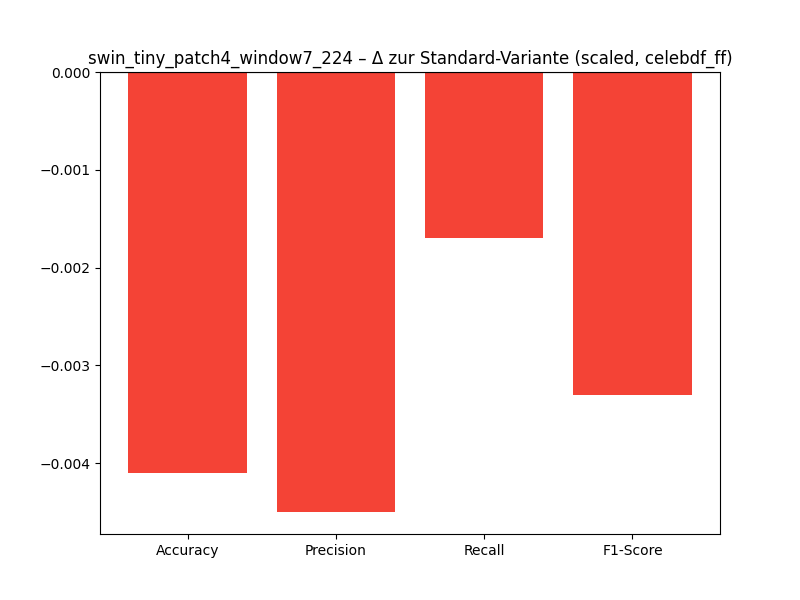 swin_tiny_patch4_window7_224 – Δ zur Standard-Variante (scaled, celebdf_ff)
0.000
−0.001
−0.002
−0.003
−0.004
Accuracy Precision Recall F1-Score